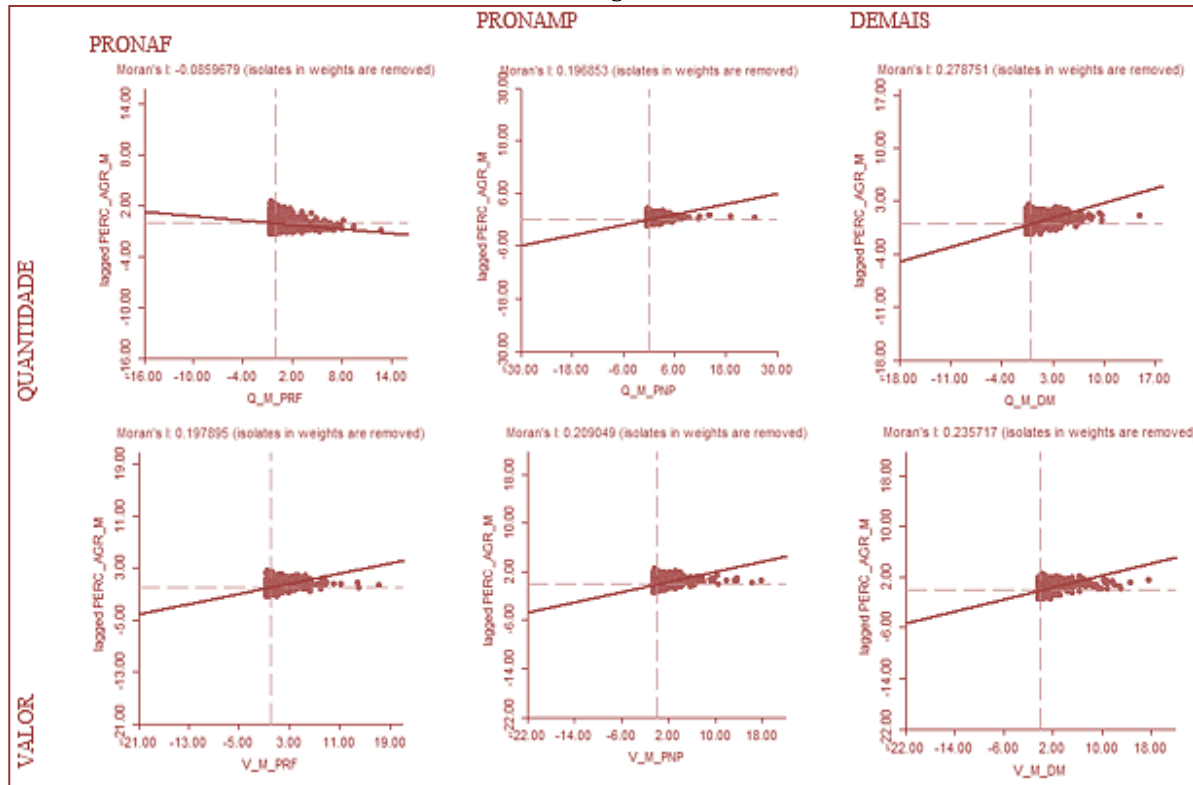 PRONAF
PRONAMP
DEMAIS
QUANTIDADE
Moran's I: -0.0859679 (isolates in weights are removed)
lagged PERC_AGR_M
14.00
8.00
2.00
-4.00
-10.00
-16.00
-16.00 -10.00 -4.00 2.00 8.00 14.00
Q_M_PRF
Moran's I: 0.196853 (isolates in weights are removed)
lagged PERC_AGR_M
30.00
18.00
6.00
-6.00
-18.00
-30.00
-30.00 -18.00 -6.00 6.00 18.00 30.00
Q_M_PNP
Moran's I: 0.278751 (isolates in weights are removed)
lagged PERC_AGR_M
17.00
10.00
3.00
-4.00
-11.00
-18.00
-18.00 -11.00 -4.00 3.00 10.00 17.00
Q_M_DM
VALOR
Moran's I: 0.197895 (isolates in weights are removed)
lagged PERC_AGR_M
19.00
11.00
3.00
-5.00
-13.00
-21.00
-21.00 -13.00 -5.00 3.00 11.00 19.00
V_M_PRF
Moran's I: 0.209049 (isolates in weights are removed)
lagged PERC_AGR_M
18.00
10.00
2.00
-6.00
-14.00
-22.00
-22.00 -14.00 -6.00 2.00 10.00 18.00
V_M_PNP
Moran's I: 0.235717 (isolates in weights are removed)
lagged PERC_AGR_M
18.00
10.00
2.00
-6.00
-14.00
-22.00
-22.00 -14.00 -6.00 2.00 10.00 18.00
V_M_DM